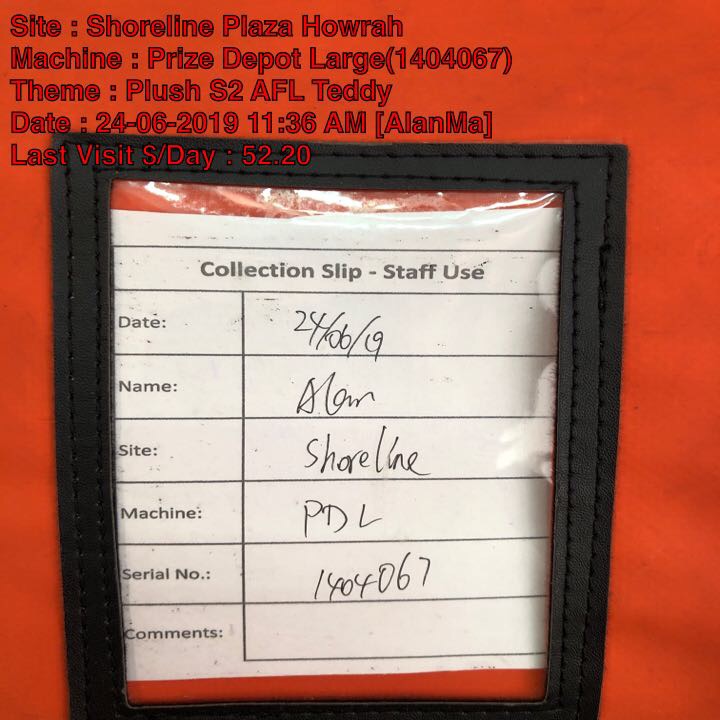 Site : Shoreline Plaza Howrah
Machine : Prize Depot Large(1404067)
Theme : Plush S2 AFL Teddy
Date : 24-06-2019 11:36 AM [AlanMa]
Last Visit $/Day : 52.20
Collection Slip - Staff Use
Date: 24/06/19
Name: Alan
Site: Shoreline
Machine: PDL
Serial No.: 1404067
Comments: